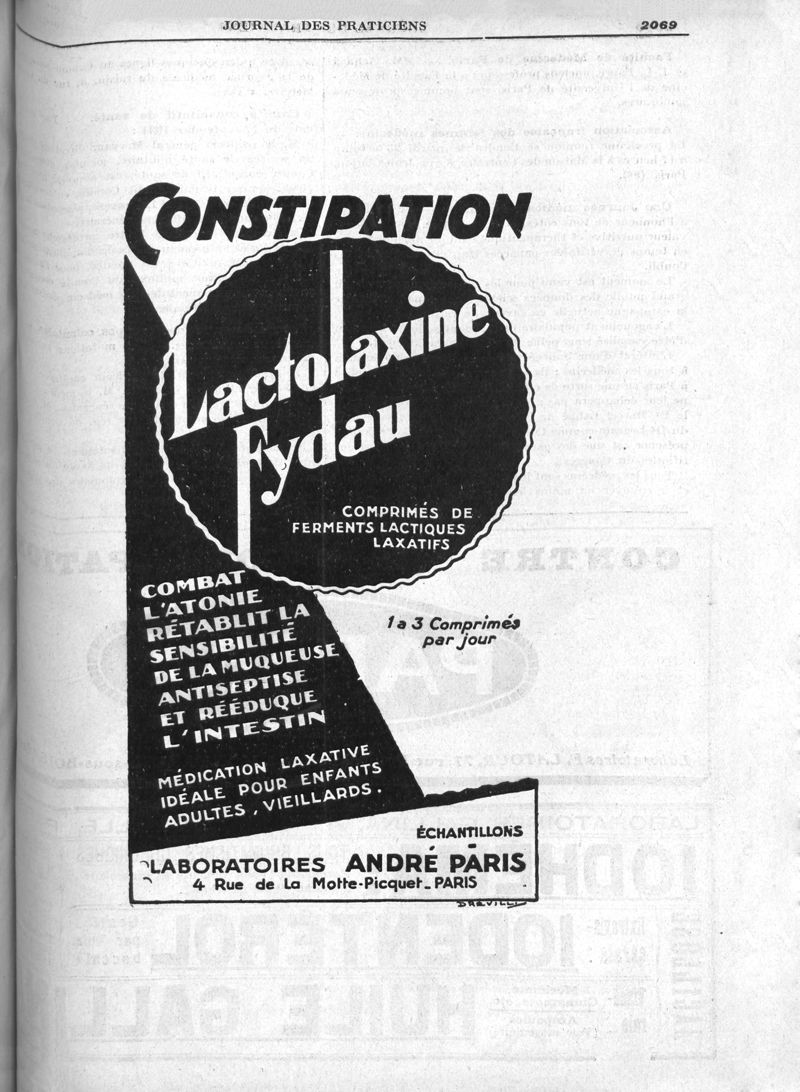 JOURNAL DES PRATICIENS 2069
CONSTIPATION
Lactolaxine
Fydau
COMPRIMÉS DE
FERMENTS LACTIQUES
LAXATIFS
COMBAT
L'ATONIE
RÉTABLIT LA
SENSIBILITÉ
DE LA MUQUEUSE
ANTISEPTISE
ET RÉÉDUQUE
L'INTESTIN
1 a 3 Comprimés
par jour
MÉDICATION LAXATIVE
IDÉALE POUR ENFANTS
ADULTES, VIEILLARDS.
ÉCHANTILLONS
LABORATOIRES ANDRÉ PARIS
4 Rue de La Motte-Picquet_PARIS